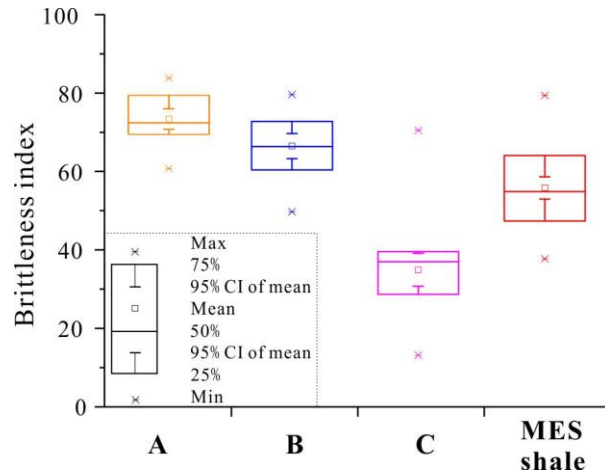 Brittleness index
100
80
60
40
20
0
Max
75%
95% CI of mean
Mean
50%
95% CI of mean
25%
Min
A
B
C
MES
shale